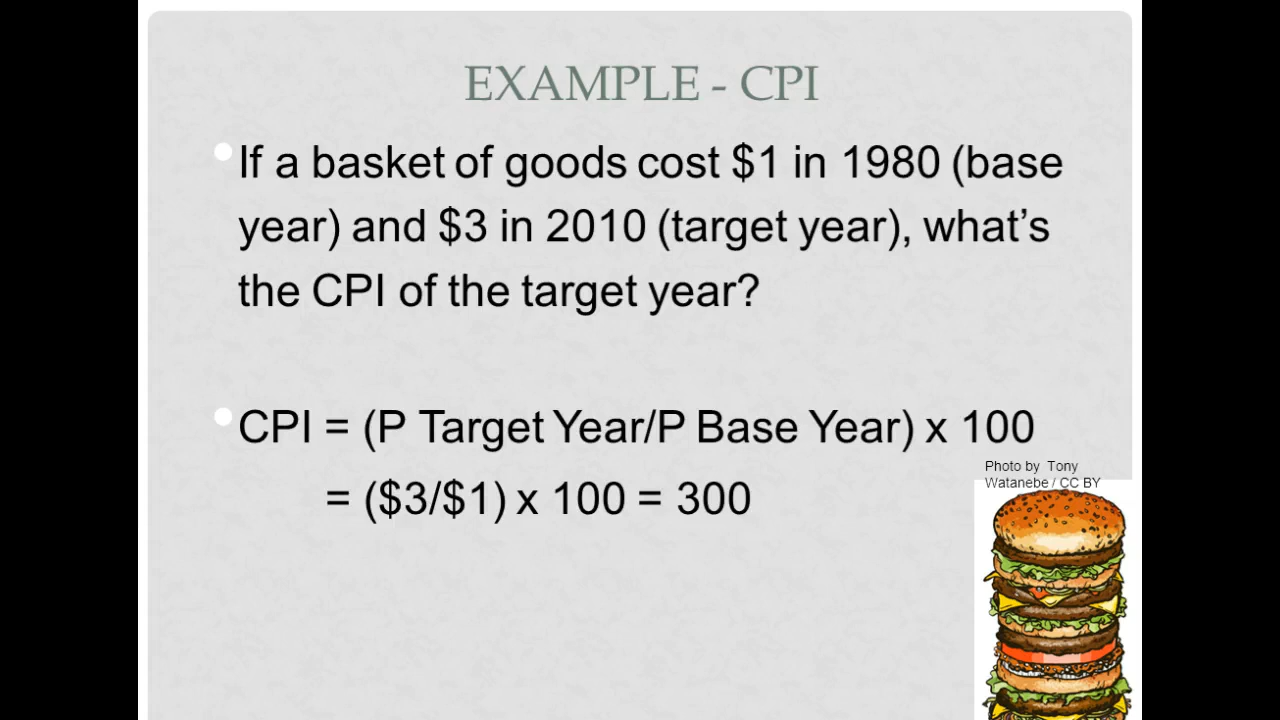 EXAMPLE - CPI
If a basket of goods cost $1 in 1980 (base
year) and $3 in 2010 (target year), what’s
the CPI of the target year?
CPI = (P Target Year/P Base Year) x 100
= ($3/$1) x 100 = 300
Photo by Tony
Watanebe / CC BY